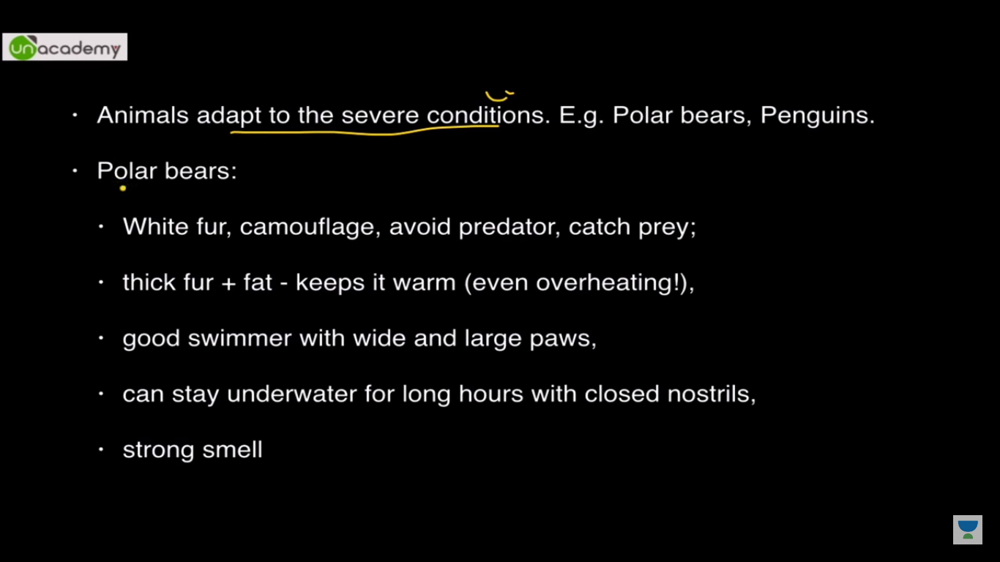 unacademy
• Animals adapt to the severe conditions. E.g. Polar bears, Penguins.
• Polar bears:
• White fur, camouflage, avoid predator, catch prey;
• thick fur + fat - keeps it warm (even overheating!),
• good swimmer with wide and large paws,
• can stay underwater for long hours with closed nostrils,
• strong smell